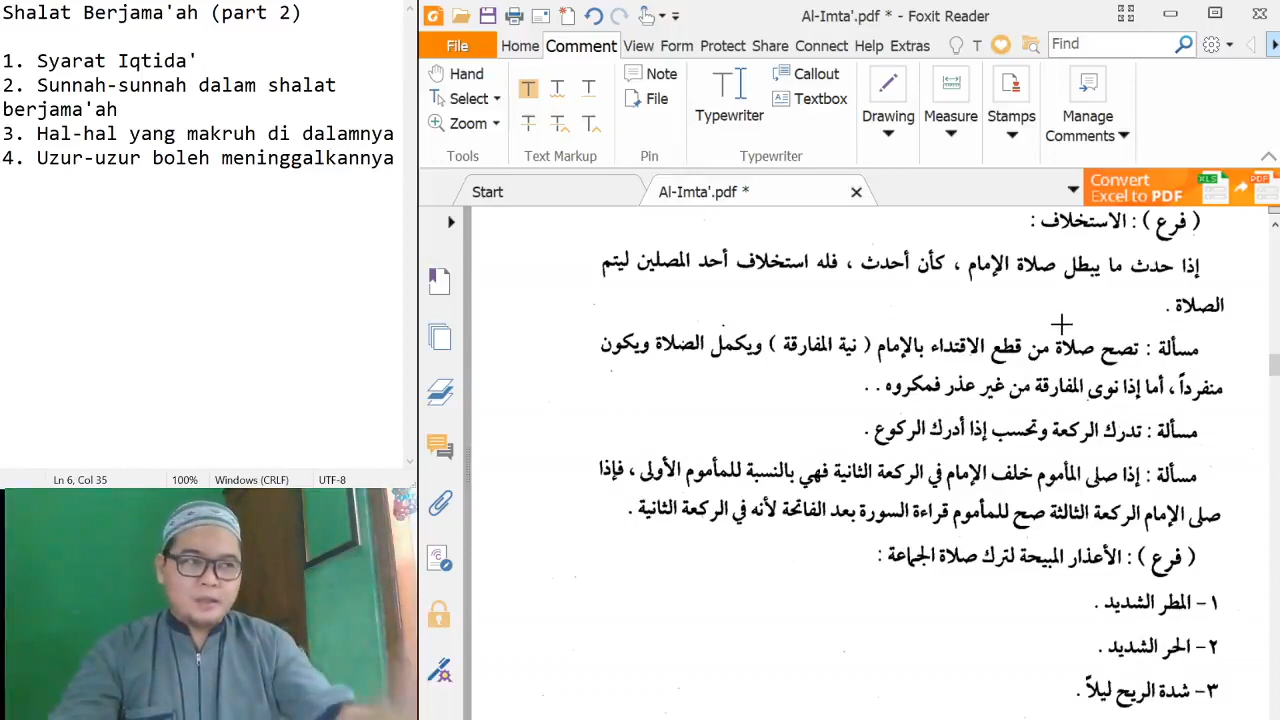 Shalat Berjama'ah (part 2)
1. Syarat Iqtida'
2. Sunnah-sunnah dalam shalat
berjama'ah
3. Hal-hal yang makruh di dalamnya
4. Uzur-uzur boleh meninggalkannya
Ln 6, Col 35
100%
Windows (CRLF)
UTF-8
Al-Imta'.pdf * - Foxit Reader
File
Home
Comment
View
Form
Protect
Share
Connect
Help
Extras
Find
Hand
Select
Zoom
Tools
Text Markup
Note
File
Pin
Typewriter
Callout
Textbox
Typewriter
Drawing
Measure
Stamps
Manage
Comments
Start
Al-Imta'.pdf *
Convert
Excel to PDF
XLS
PDF
( فرع ) : الاستخلاف :
إذا حدث ما يبطل صلاة الإمام ، كأن أحدث ، فله استخلاف أحد المصلين ليتم
الصلاة .
مسألة : تصح صلاة من قطع الاقتداء بالإمام ( نية المفارقة ) ويكمل الصلاة ويكون
منفرداً ، أما إذا نوى المفارقة من غير عذر فمكروه . .
مسألة : تدرك الركعة وتحسب إذا أدرك الركوع .
مسألة : إذا صلى المأموم خلف الإمام في الركعة الثانية فهي بالنسبة للمأموم الأولى ، فإذا
صلى الإمام الركعة الثالثة صح للمأموم قراءة السورة بعد الفاتحة لأنه في الركعة الثانية .
( فرع ) : الأعذار المبيحة لترك صلاة الجماعة :
١- المطر الشديد .
٢- الحر الشديد .
٣- شدة الريح ليلاً .